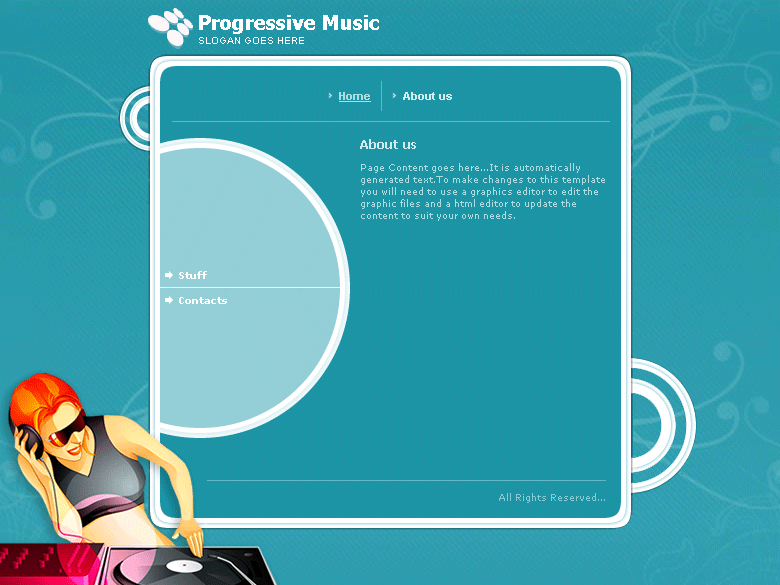 Progressive Music
SLOGAN GOES HERE
Home
About us
About us
Page Content goes here...It is automatically
generated text.To make changes to this template
you will need to use a graphics editor to edit the
graphic files and a html editor to update the
content to suit your own needs.
Stuff
Contacts
All Rights Reserved...